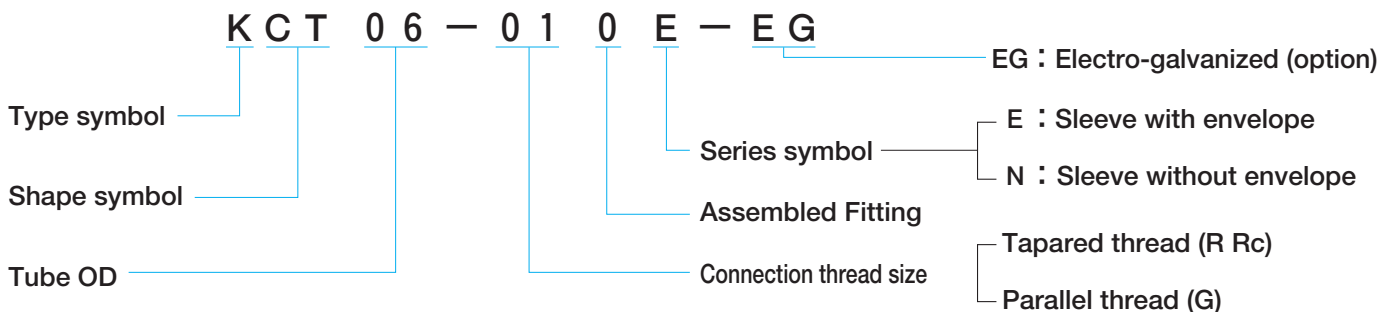 KCT 06－01 0 E－EG
EG：Electro-galvanized (option)
Type symbol
E：Sleeve with envelope
Series symbol
N：Sleeve without envelope
Shape symbol
Assembled Fitting
Tapared thread (R Rc)
Tube OD
Connection thread size
Parallel thread (G)